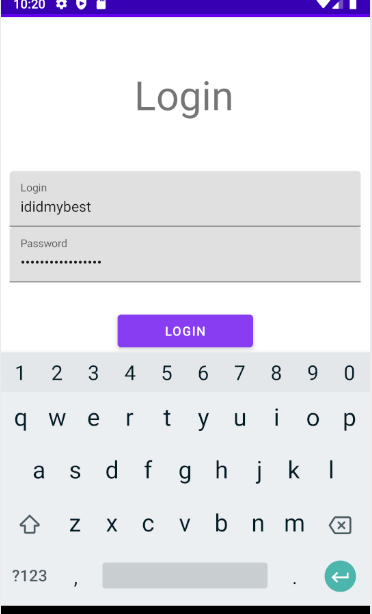 10:20
Login
Login
ididmybest
Password
•••••••••••••••••
LOGIN
1 2 3 4 5 6 7 8 9 0
q w e r t y u i o p
a s d f g h j k l
z x c v b n m
?123 , .